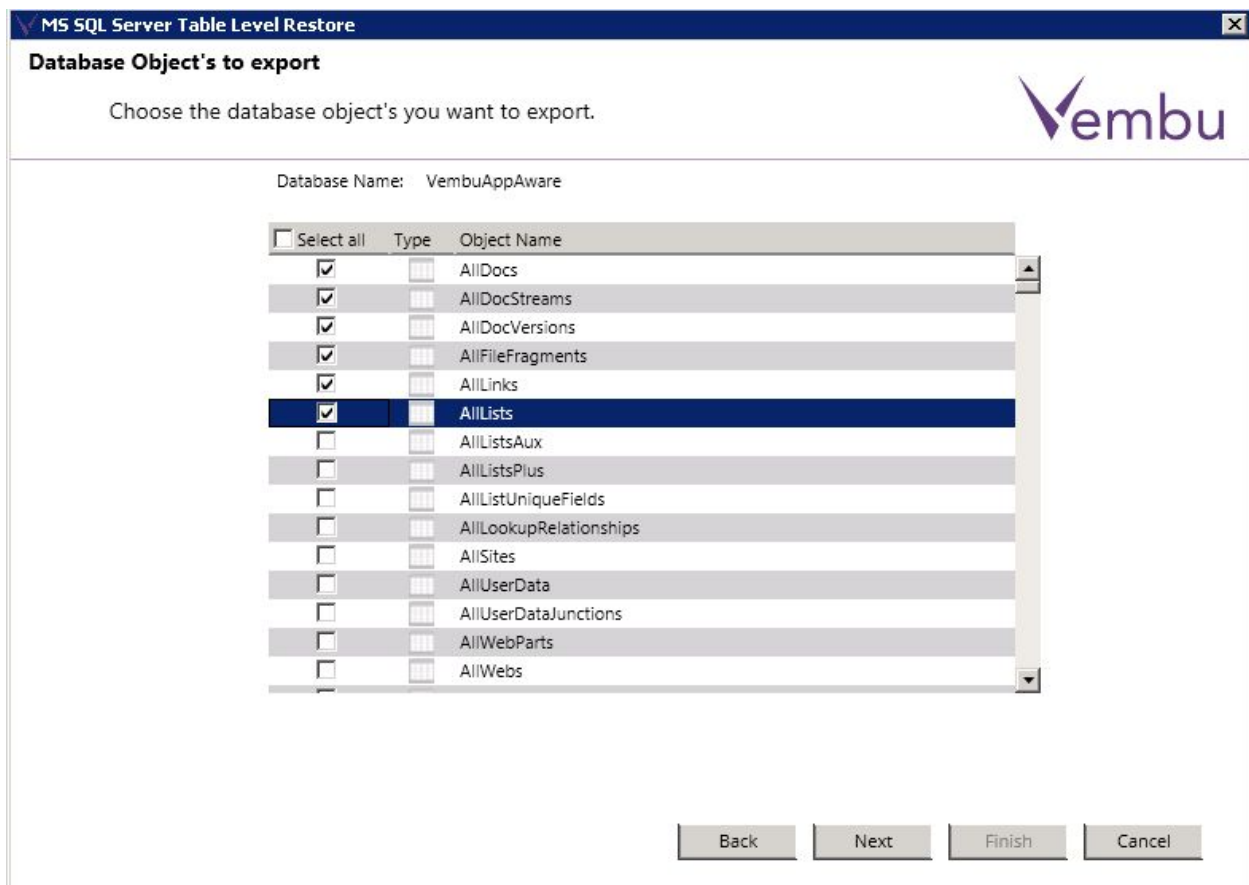 MS SQL Server Table Level Restore
Database Object's to export
Choose the database object's you want to export.
Vembu
Database Name: VembuAppAware
Select all Type Object Name
AllDocs
AllDocStreams
AllDocVersions
AllFileFragments
AllLinks
AllLists
AllListsAux
AllListsPlus
AllListUniqueFields
AllLookupRelationships
AllSites
AllUserData
AllUserDataJunctions
AllWebParts
AllWebs
Back Next Finish Cancel